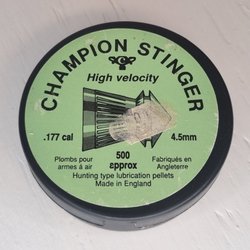 CHAMPION STINGER
High velocity
.177 cal
4.5mm
Plombs pour
armes à air
500
approx
Fabriqués en
Angleterre
Hunting type lubrication pellets
Made in England